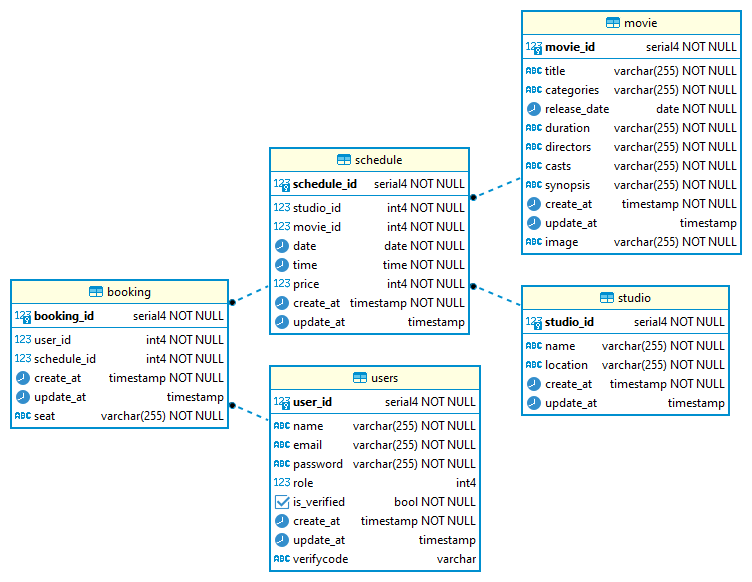 movie
123 movie_id serial4 NOT NULL
ABC title varchar(255) NOT NULL
ABC categories varchar(255) NOT NULL
release_date date NOT NULL
ABC duration varchar(255) NOT NULL
ABC directors varchar(255) NOT NULL
ABC casts varchar(255) NOT NULL
ABC synopsis varchar(255) NOT NULL
create_at timestamp NOT NULL
update_at timestamp
ABC image varchar(255) NOT NULL
schedule
123 schedule_id serial4 NOT NULL
123 studio_id int4 NOT NULL
123 movie_id int4 NOT NULL
date date NOT NULL
time time NOT NULL
123 price int4 NOT NULL
create_at timestamp NOT NULL
update_at timestamp
booking
123 booking_id serial4 NOT NULL
123 user_id int4 NOT NULL
123 schedule_id int4 NOT NULL
create_at timestamp NOT NULL
update_at timestamp
ABC seat varchar(255) NOT NULL
studio
123 studio_id serial4 NOT NULL
ABC name varchar(255) NOT NULL
ABC location varchar(255) NOT NULL
create_at timestamp NOT NULL
update_at timestamp
users
123 user_id serial4 NOT NULL
ABC name varchar(255) NOT NULL
ABC email varchar(255) NOT NULL
ABC password varchar(255) NOT NULL
123 role int4
is_verified bool NOT NULL
create_at timestamp NOT NULL
update_at timestamp
ABC verifycode varchar